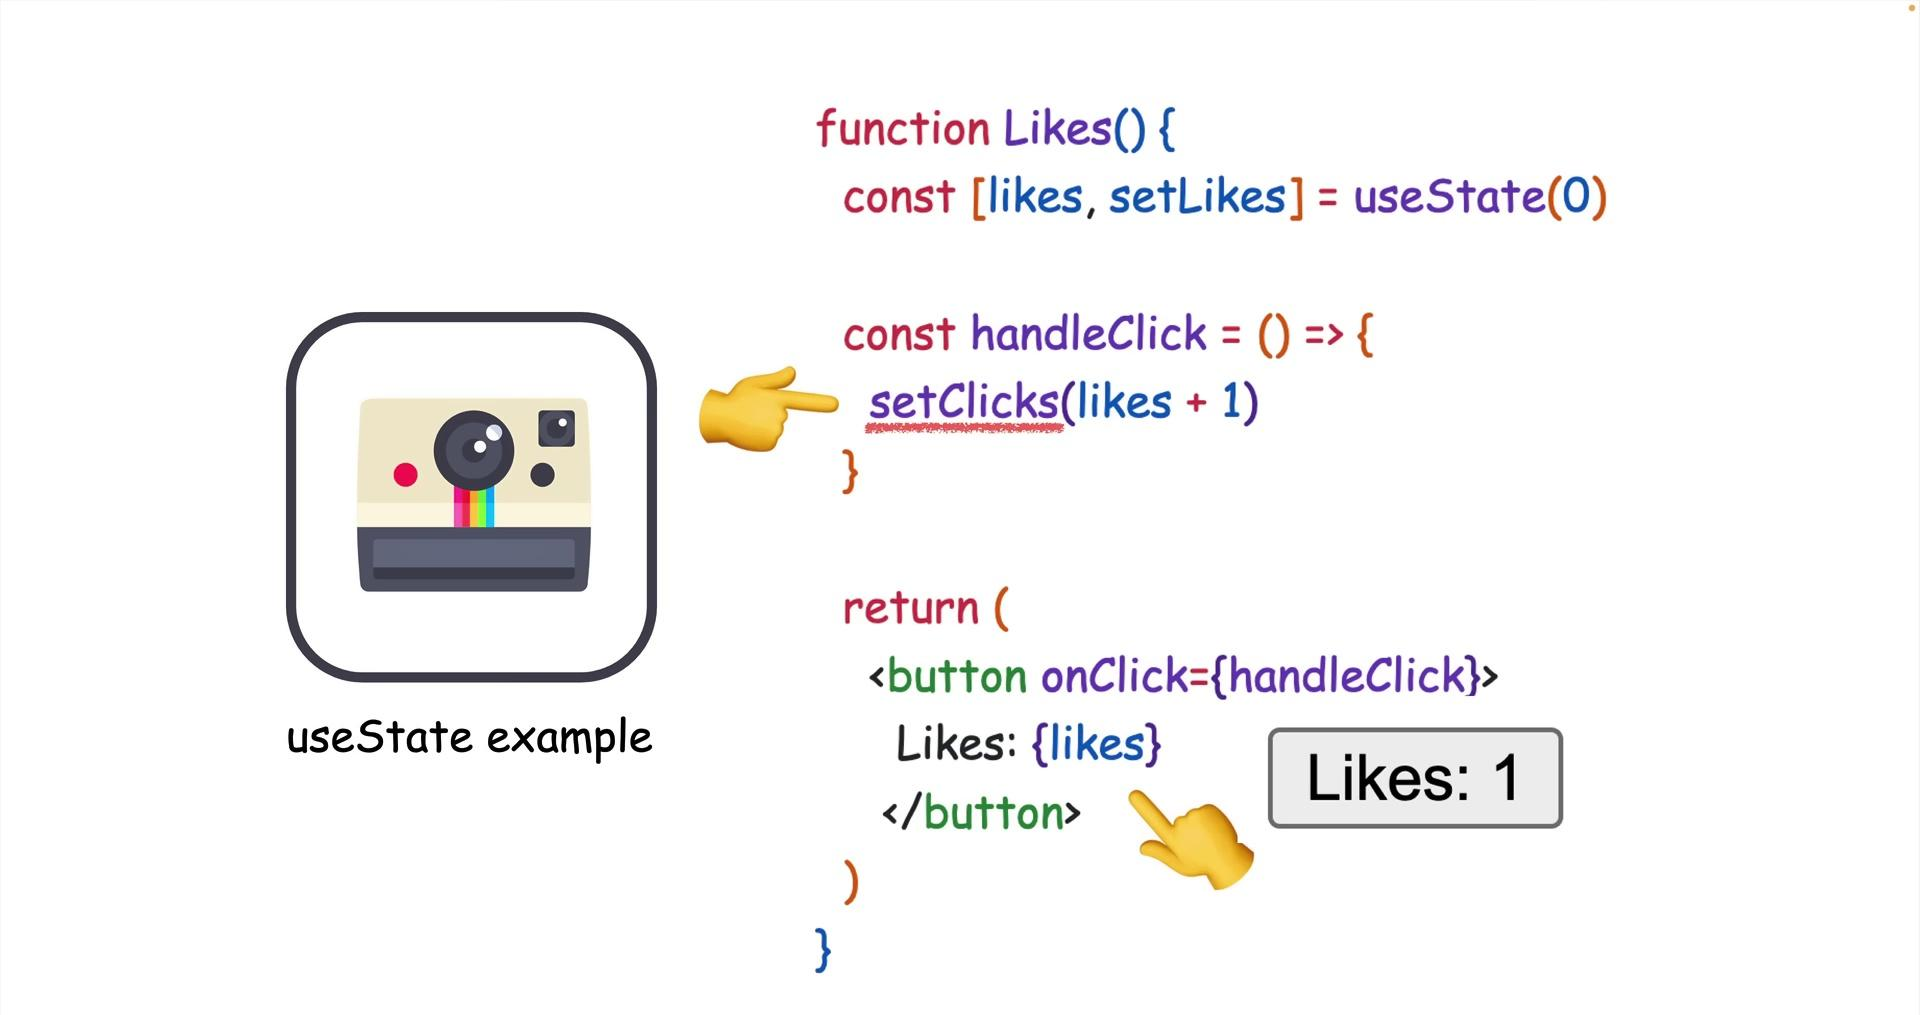 function Likes() {
const [likes, setLikes] = useState(0)
const handleClick = () => {
setClicks(likes + 1)
}
return (
<button onClick={handleClick}>
Likes: {likes}
</button>
)
}
useState example
Likes: 1